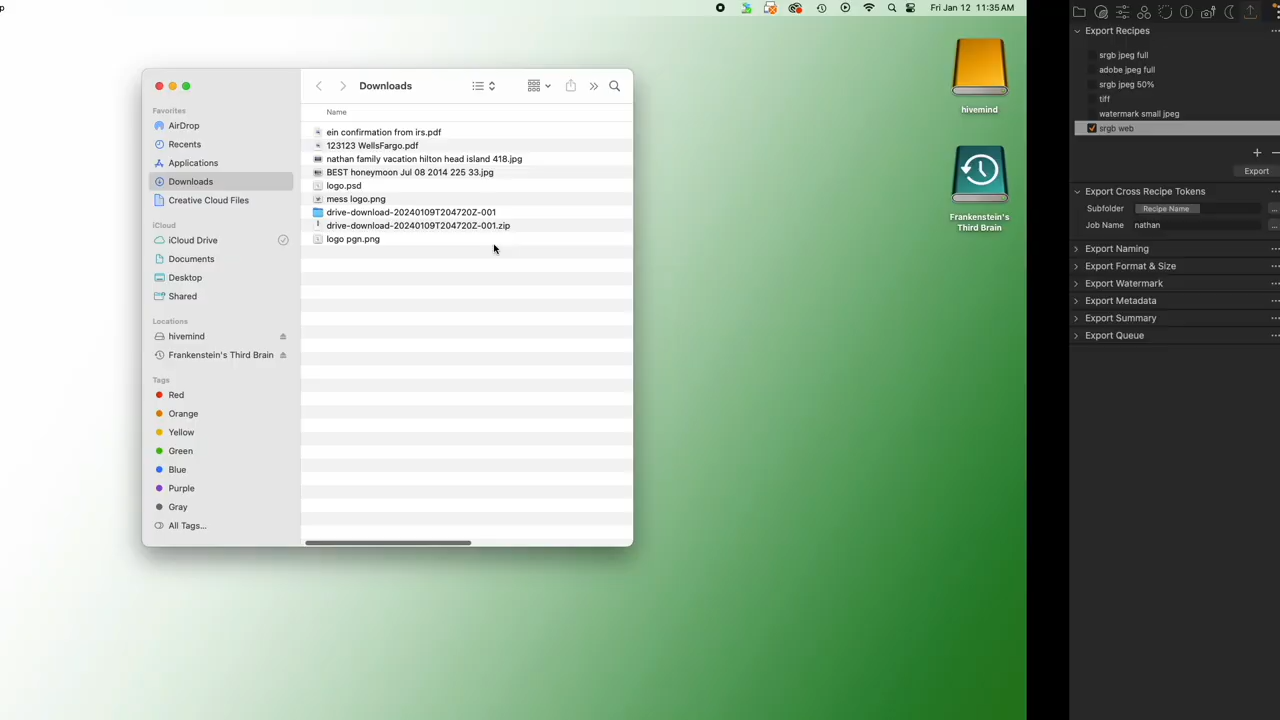 p
Fri Jan 12 11:35 AM
Downloads
Favorites
AirDrop
Recents
Applications
Downloads
Creative Cloud Files
iCloud
iCloud Drive
Documents
Desktop
Shared
Locations
hivemind
Frankenstein's Third Brain
Tags
Red
Orange
Yellow
Green
Blue
Purple
Gray
All Tags...
Name
ein confirmation from irs.pdf
123123 WellsFargo.pdf
nathan family vacation hilton head island 418.jpg
BEST honeymoon Jul 08 2014 225 33.jpg
logo.psd
mess logo.png
drive-download-20240109T204720Z-001
drive-download-20240109T204720Z-001.zip
logo pgn.png
hivemind
Frankenstein's
Third Brain
Export Recipes
srgb jpeg full
adobe jpeg full
srgb jpeg 50%
tiff
watermark small jpeg
srgb web
Export
Export Cross Recipe Tokens
Subfolder Recipe Name
Job Name nathan
Export Naming
Export Format & Size
Export Watermark
Export Metadata
Export Summary
Export Queue